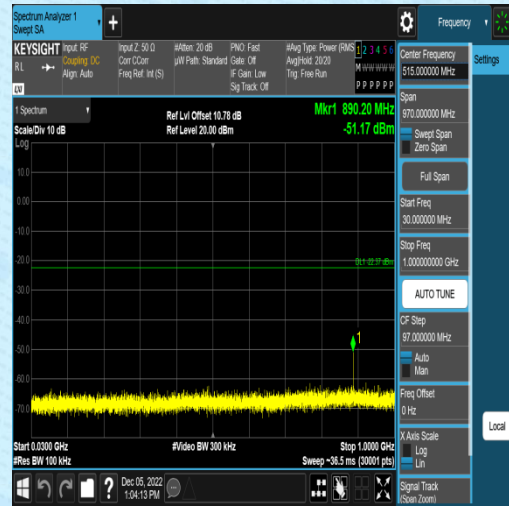 Spectrum Analyzer 1
Swept SA
Frequency
KEYSIGHT
RL
LXI
Input: RF
Coupling: DC
Align: Auto
Input Z: 50 Ω
Corr CCorr
Freq Ref: Int (S)
#Atten: 20 dB
µW Path: Standard
PNO: Fast
Gate: Off
IF Gain: Low
Sig Track: Off
#Avg Type: Power (RMS
Avg|Hold: 20/20
Trig: Free Run
1 2 3 4 5 6
M W W W W W
P P P P P P
1 Spectrum
Scale/Div 10 dB
Log
Ref Lvl Offset 10.78 dB
Ref Level 20.00 dBm
Mkr1 890.20 MHz
-51.17 dBm
10.0
0.00
-10.0
-20.0
-30.0
-40.0
-50.0
-60.0
-70.0
DL1 -22.37 dBm
1
Start 0.0300 GHz
#Res BW 100 kHz
#Video BW 300 kHz
Stop 1.0000 GHz
Sweep ~36.5 ms (30001 pts)
Dec 05, 2022
1:04:13 PM
Center Frequency
515.000000 MHz
Span
970.000000 MHz
Swept Span
Zero Span
Full Span
Start Freq
30.000000 MHz
Stop Freq
1.000000000 GHz
AUTO TUNE
CF Step
97.000000 MHz
Auto
Man
Freq Offset
0 Hz
X Axis Scale
Log
Lin
Signal Track
(Span Zoom)
Settings
Local